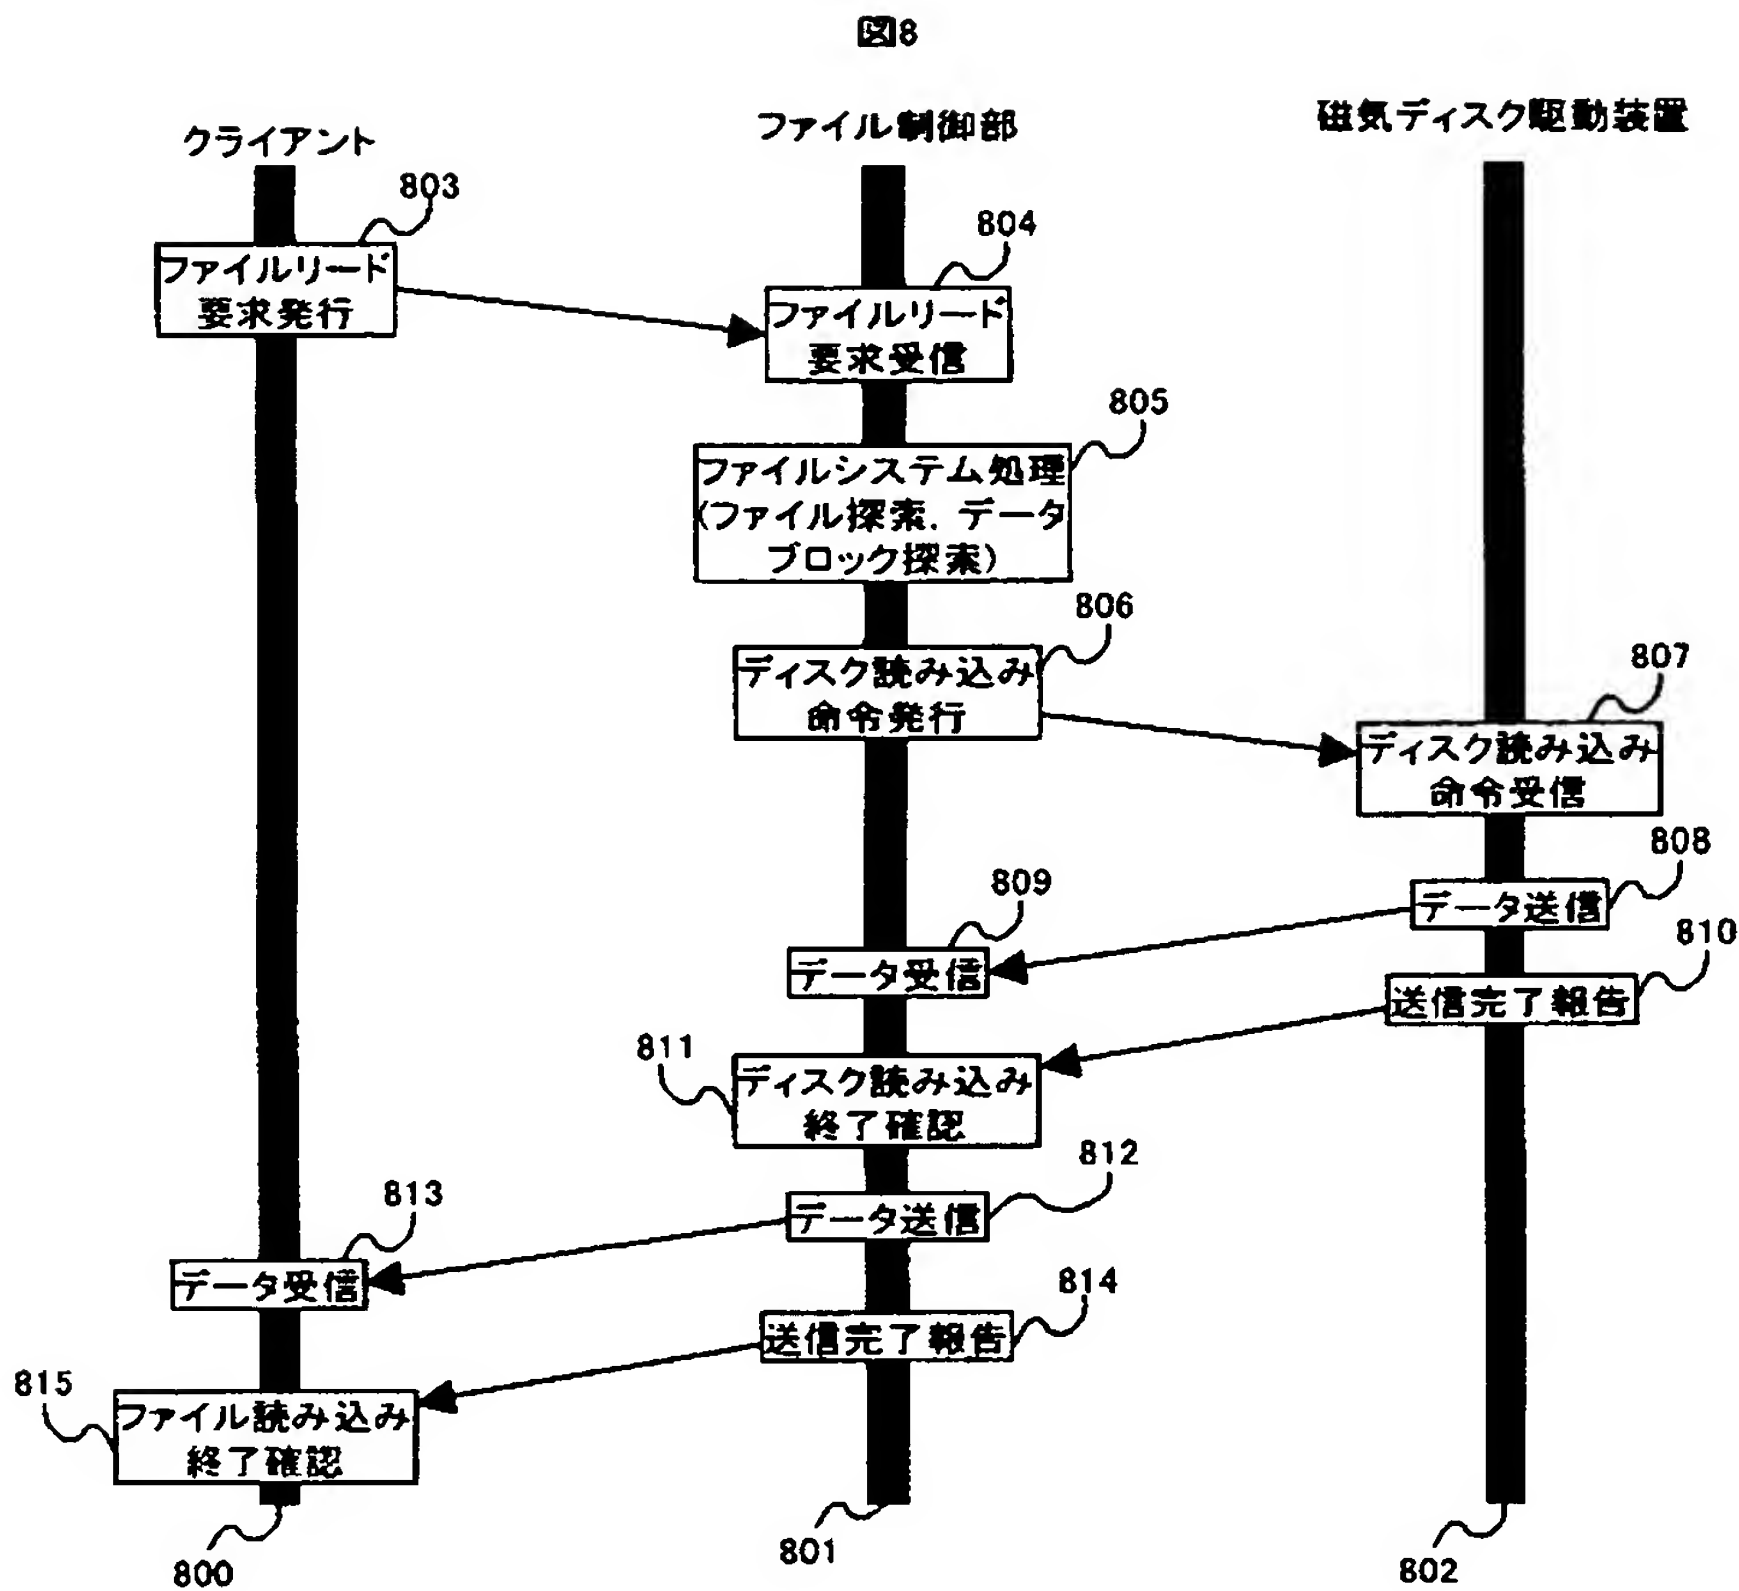 図8
クライアント
ファイル制御部
磁気ディスク駆動装置
803
ファイルリード
要求発行
804
ファイルリード
要求受信
805
ファイルシステム処理
(ファイル探索, データ
ブロック探索)
806
ディスク読み込み
命令発行
807
ディスク読み込み
命令受信
808
データ送信
809
データ受信
810
送信完了報告
811
ディスク読み込み
終了確認
812
データ送信
813
データ受信
814
送信完了報告
815
ファイル読み込み
終了確認
800
801
802